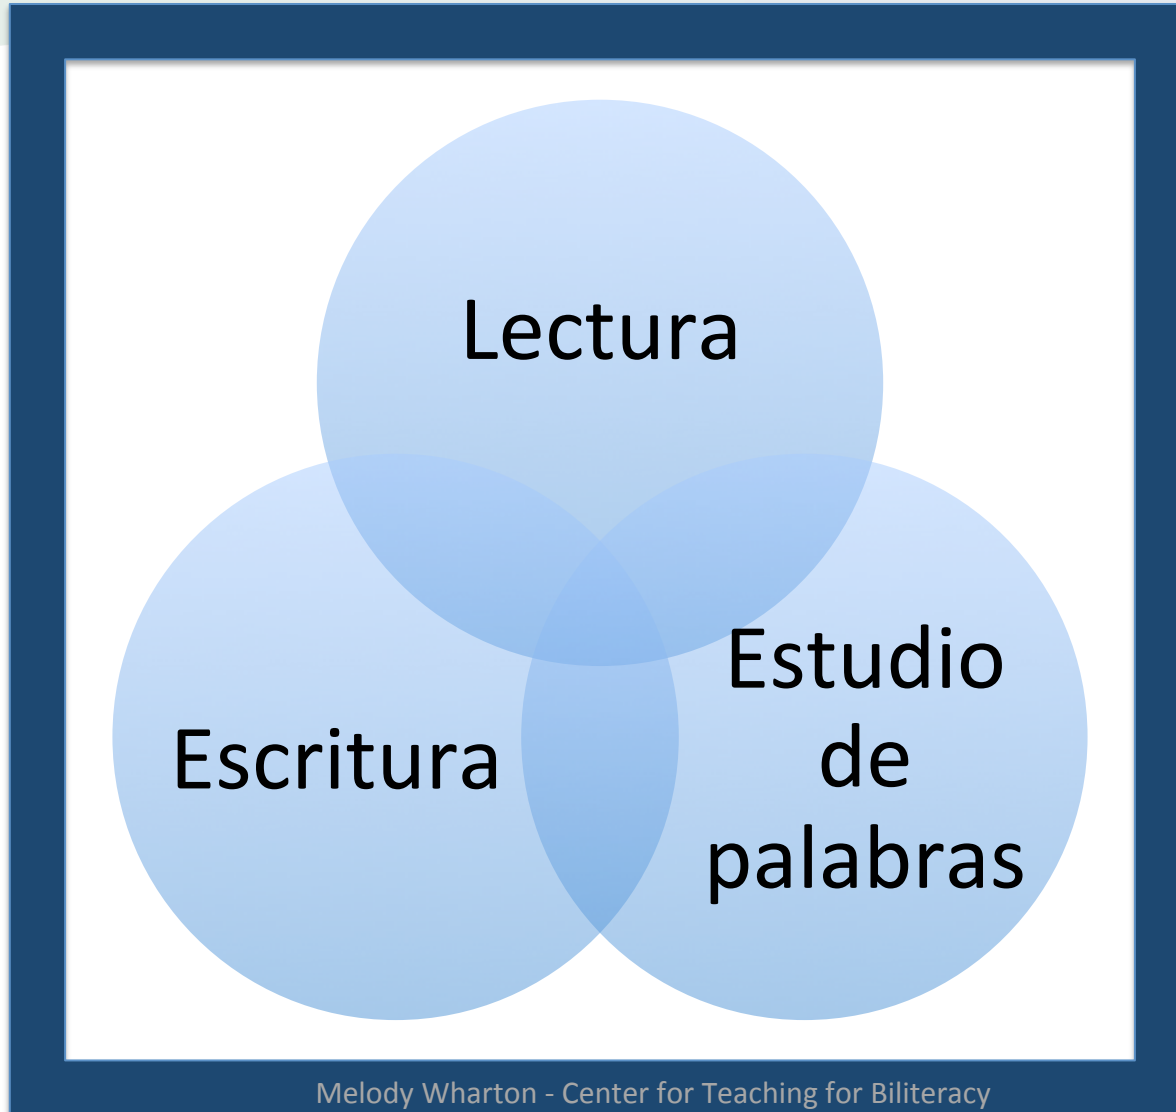 Lectura
Escritura
Estudio
de
palabras
Melody Wharton - Center for Teaching for Biliteracy